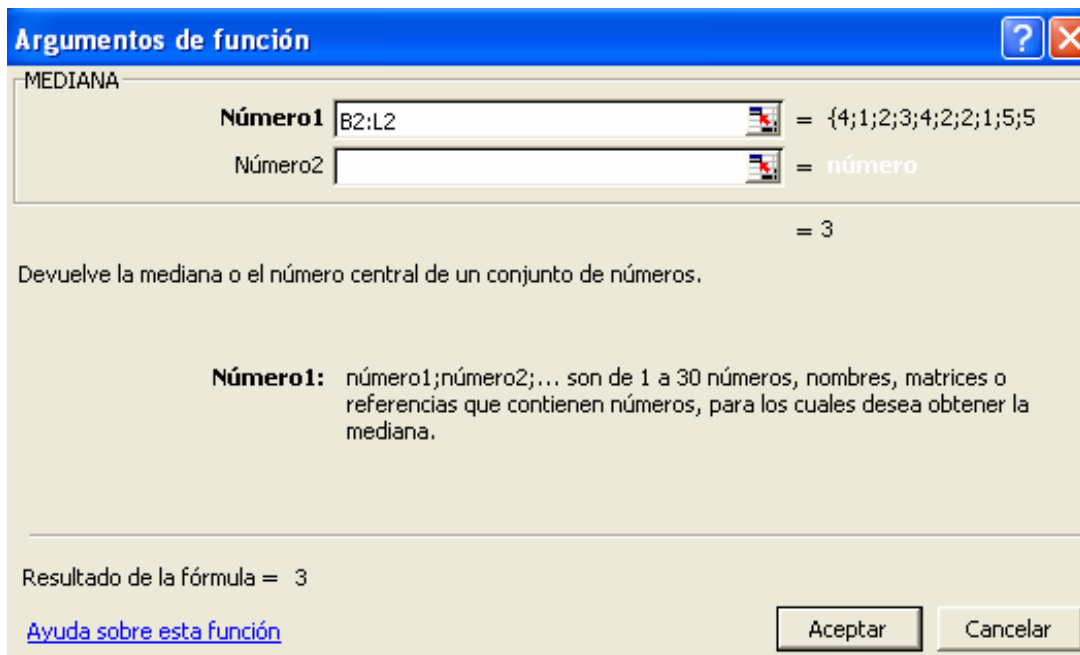 Argumentos de función
MEDIANA
Número1 B2:L2 = {4;1;2;3;4;2;2;1;5;5
Número2 = número
= 3
Devuelve la mediana o el número central de un conjunto de números.
Número1: número1;número2;... son de 1 a 30 números, nombres, matrices o
referencias que contienen números, para los cuales desea obtener la
mediana.
Resultado de la fórmula = 3
Ayuda sobre esta función
Aceptar
Cancelar